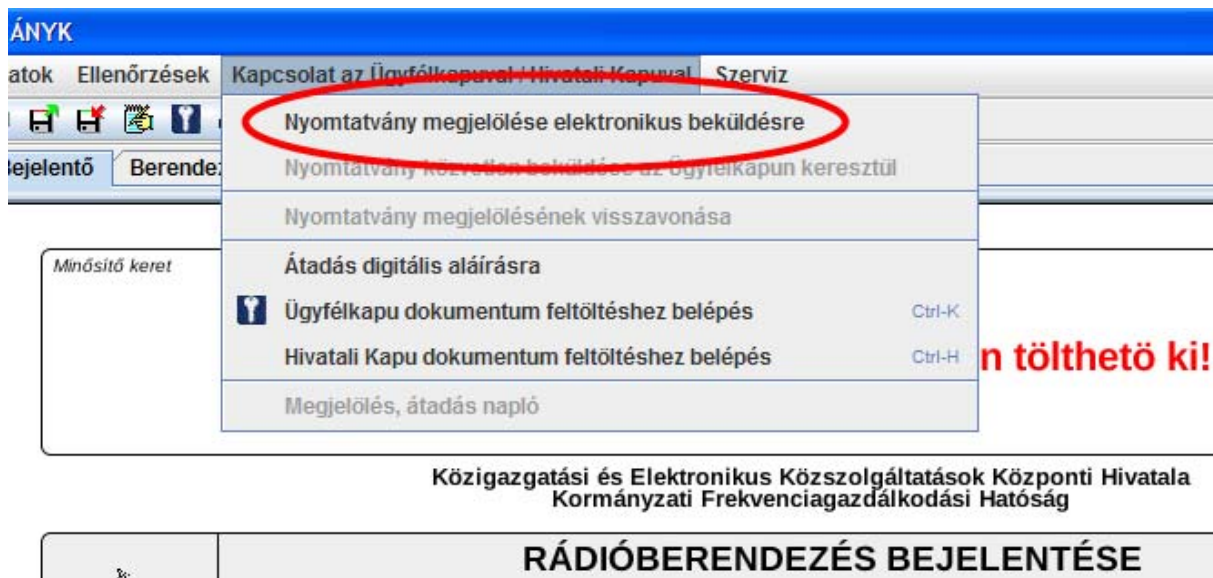 ÁNYK
atok Ellenőrzések Kapcsolat az Ügyfélkapuval / Hivatali Kapuval Szerviz
Nyomtatvány megjelölése elektronikus beküldésre
ejelentő Berende
Nyomtatvány közvetlen beküldése az Ügyfélkapun keresztül
Nyomtatvány megjelölésének visszavonása
Minősítő keret
Átadás digitális aláírásra
Ügyfélkapu dokumentum feltöltéshez belépés Ctrl-K
Hivatali Kapu dokumentum feltöltéshez belépés Ctrl-H
n tölthetö ki!
Megjelölés, átadás napló
Közigazgatási és Elektronikus Közszolgáltatások Központi Hivatala
Kormányzati Frekvenciagazdálkodási Hatóság
RÁDIÓBERENDEZÉS BEJELENTÉSE